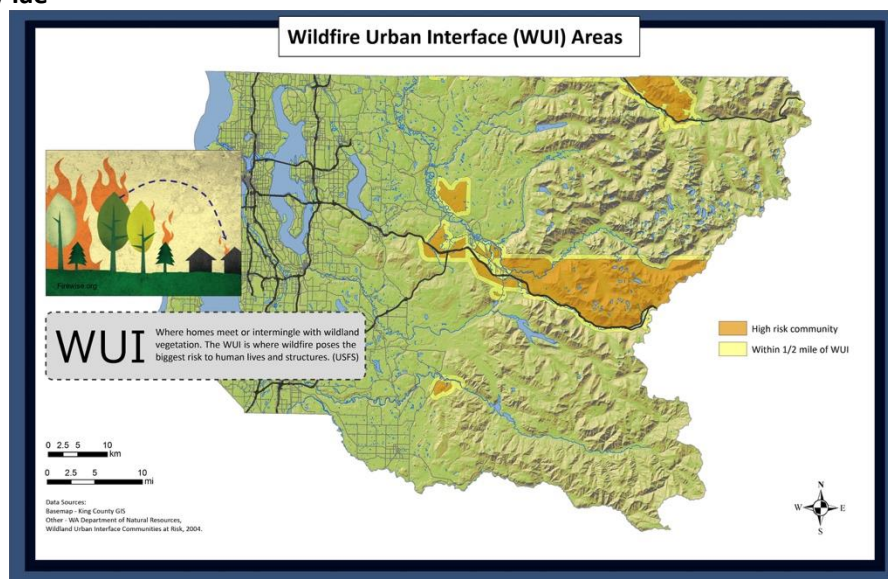 Wildfire Urban Interface (WUI) Areas
Firewise.org
WUI
Where homes meet or intermingle with wildland
vegetation. The WUI is where wildfire poses the
biggest risk to human lives and structures. (USFS)
High risk community
Within 1/2 mile of WUI
0 2.5 5 10
km
0 2.5 5 10
mi
Data Sources:
Basemap - King County GIS
Other - WA Department of Natural Resources,
Wildland Urban Interface Communities at Risk, 2004.
N
W E
S